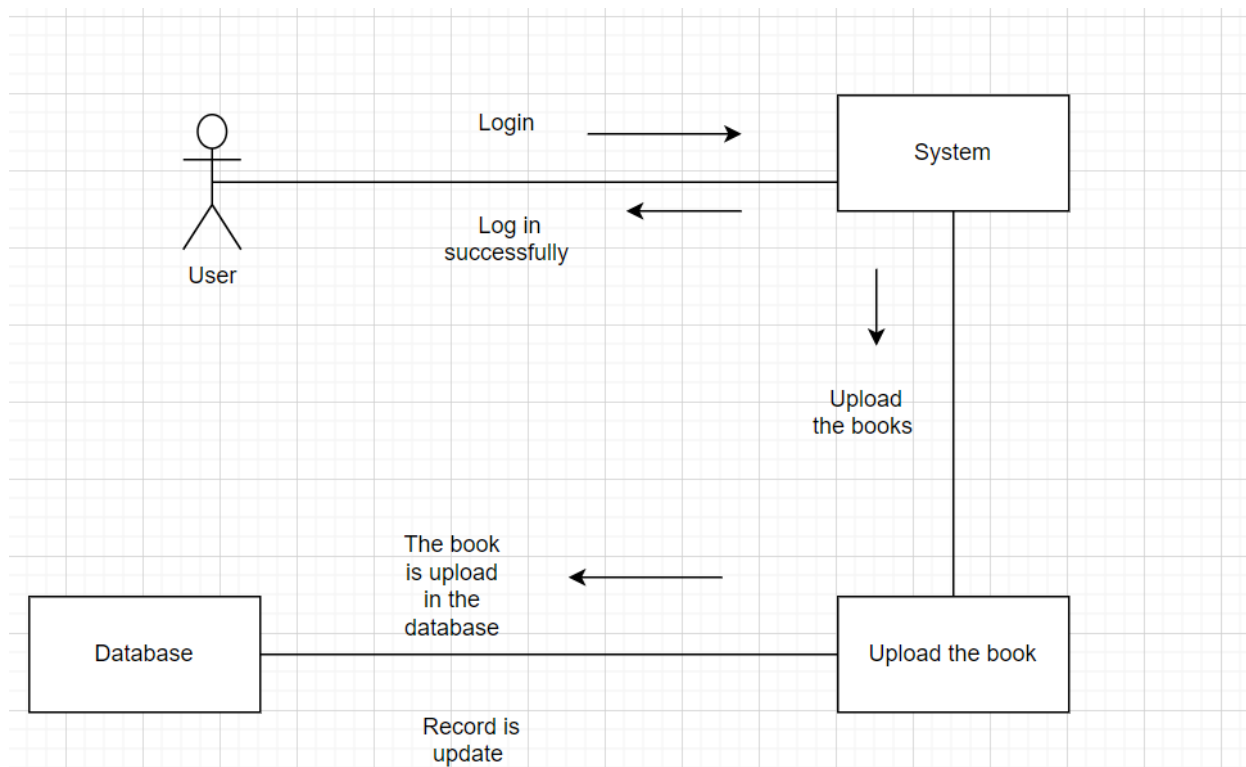 Login
System
Log in
successfully
User
Upload
the books
The book
is upload
in the
database
Database
Upload the book
Record is
update